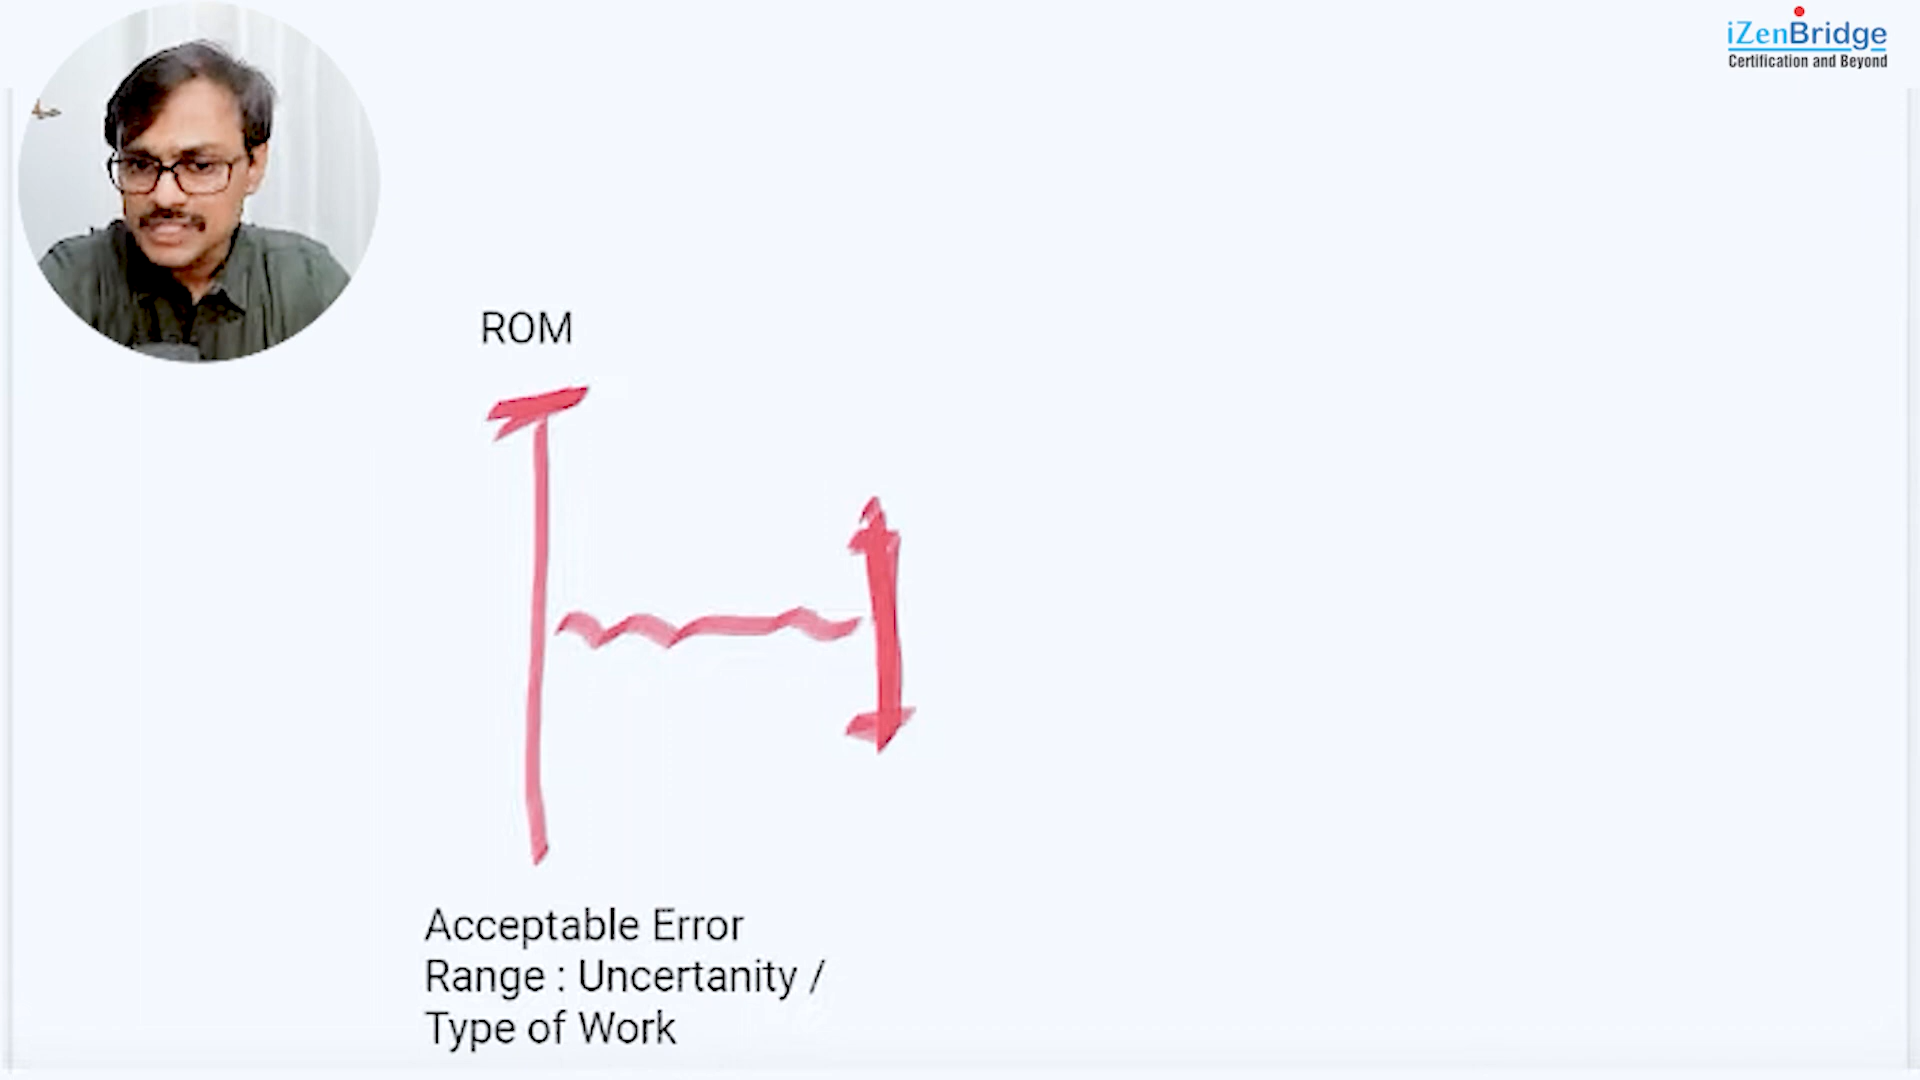 iZenBridge
Certification and Beyond
ROM
Acceptable Error
Range : Uncertanity /
Type of Work